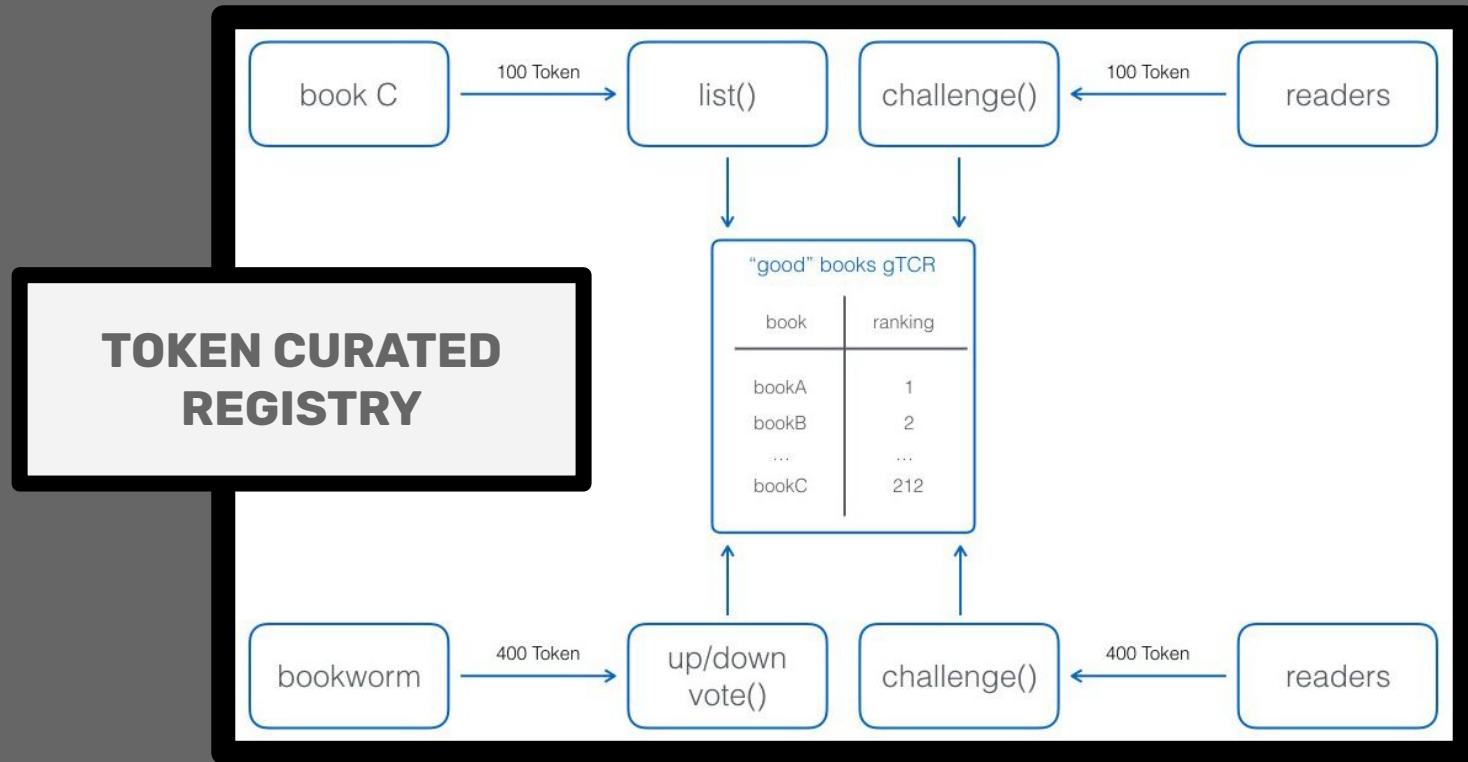 book C
100 Token
list()
challenge()
100 Token
readers
"good" books gTCR
book ranking
bookA 1
bookB 2
... ...
bookC 212
TOKEN CURATED
REGISTRY
bookworm
400 Token
up/down
vote()
challenge()
400 Token
readers